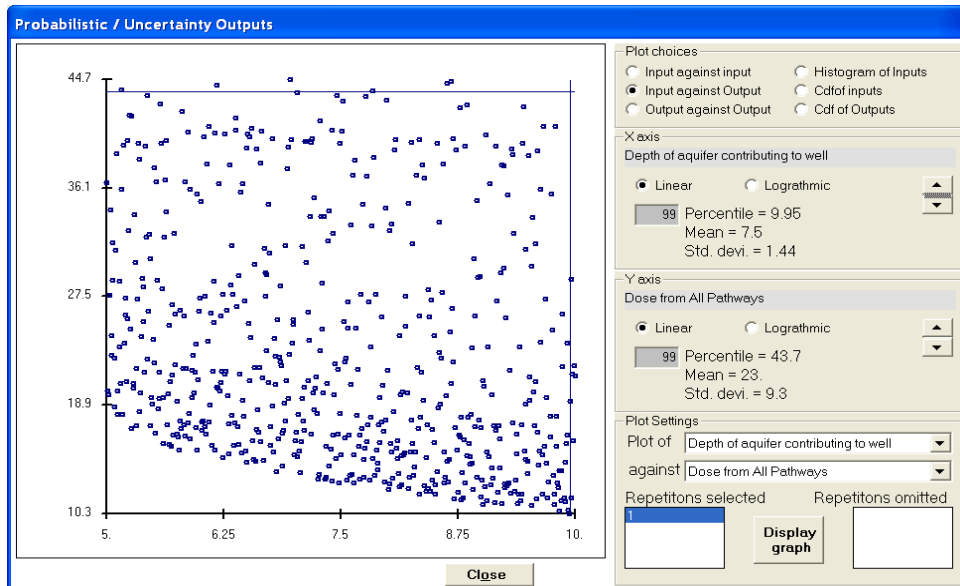 Probabilistic / Uncertainty Outputs
44.7
36.1
27.5
18.9
10.3
5.
6.25
7.5
8.75
10.
Close
Plot choices
Input against input
Histogram of Inputs
Input against Output
Cdfof inputs
Output against Output
Cdf of Outputs
X axis
Depth of aquifer contributing to well
Linear
Lograthmic
99 Percentile = 9.95
Mean = 7.5
Std. devi. = 1.44
Y axis
Dose from All Pathways
Linear
Lograthmic
99 Percentile = 43.7
Mean = 23.
Std. devi. = 9.3
Plot Settings
Plot of Depth of aquifer contributing to well
against Dose from All Pathways
Repetitons selected
Repetitons omitted
1
Display
graph